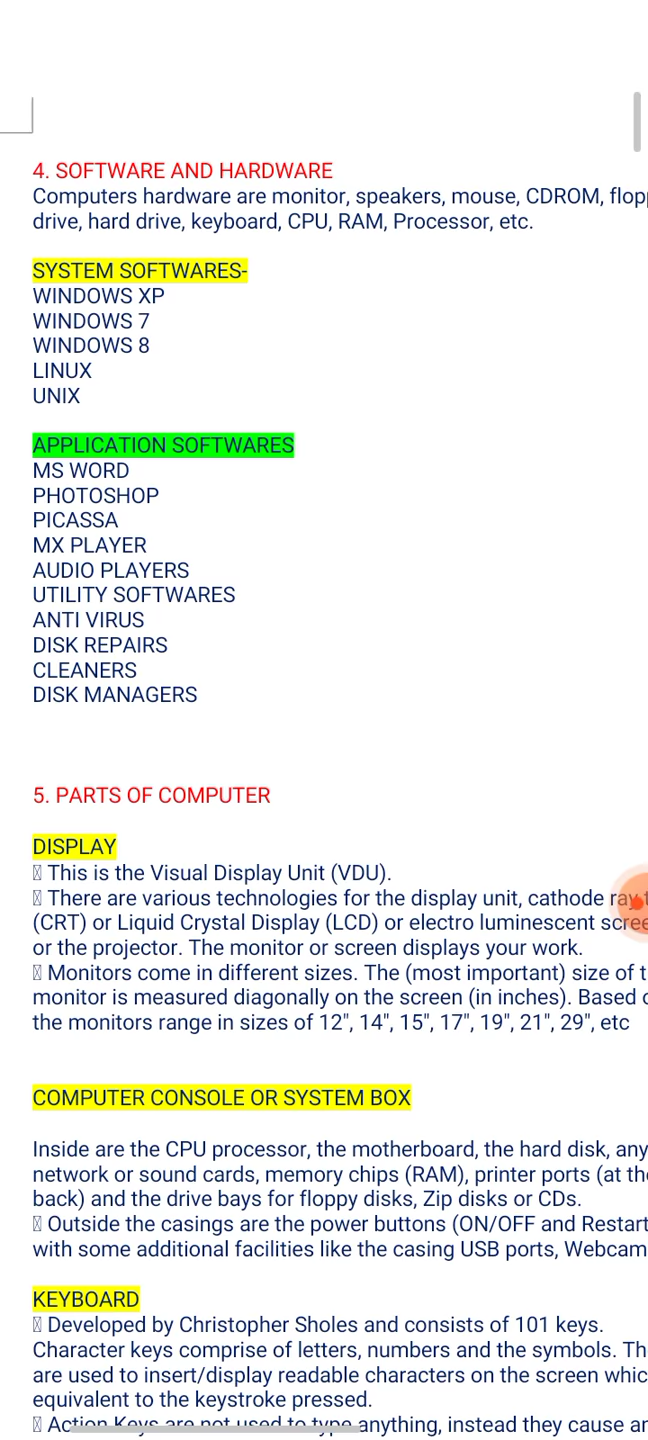 4. SOFTWARE AND HARDWARE
Computers hardware are monitor, speakers, mouse, CDROM,
drive, hard drive, keyboard, CPU, RAM, Processor, etc.
SYSTEM SOFTWARES-
WINDOWS XP
WINDOWS 7
WINDOWS 8
LINUX
UNIX
APPLICATION SOFTWARES
MS WORD
PHOTOSHOP
PICASSA
MX PLAYER
AUDIO PLAYERS
UTILITY SOFTWARES
ANTI VIRUS
DISK REPAIRS
CLEANERS
DISK MANAGERS
5. PARTS OF COMPUTER
DISPLAY
This is the Visual Display Unit (VDU).
There are various technologies for the display unit, cathode ray
(CRT) or Liquid Crystal Display (LCD) or electro luminescent
or the projector. The monitor or screen displays your work.
Monitors come in different sizes. The (most important) size of
monitor is measured diagonally on the screen (in inches). Based
the monitors range in sizes of 12", 14", 15", 17", 19", 21", 29", etc
COMPUTER CONSOLE OR SYSTEM BOX
Inside are the CPU processor, the motherboard, the hard disk, any
network or sound cards, memory chips (RAM), printer ports (at
back) and the drive bays for floppy disks, Zip disks or CDs.
Outside the casings are the power buttons (ON/OFF and Restart
with some additional facilities like the casing USB ports, Webcam
KEYBOARD
Developed by Christopher Sholes and consists of 101 keys.
Character keys comprise of letters, numbers and the symbols.
are used to insert/display readable characters on the screen
equivalent to the keystroke pressed.
Action Keys are not used to type anything, instead they cause